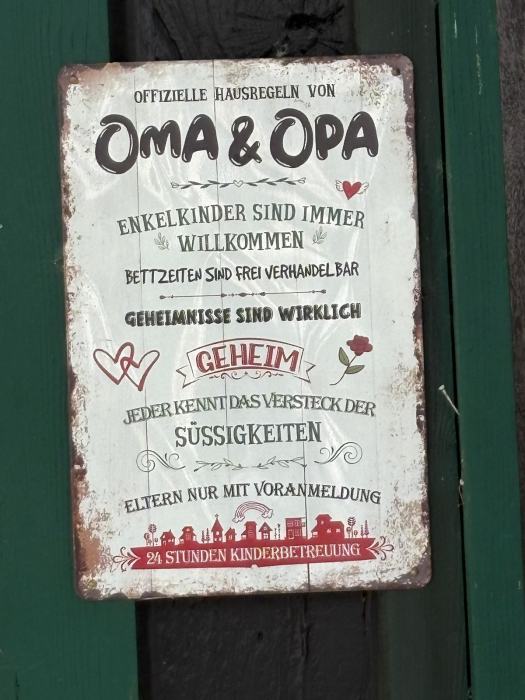 OFFIZIELLE HAUSREGELN VON
OMA & OPA
ENKELKINDER SIND IMMER
WILLKOMMEN
BETTZEITEN SIND FREI VERHANDELBAR
GEHEIMNISSE SIND WIRKLICH
GEHEIM
JEDER KENNT DAS VERSTECK DER
SÜSSIGKEITEN
ELTERN NUR MIT VORANMELDUNG
24 STUNDEN KINDERBETREUUNG